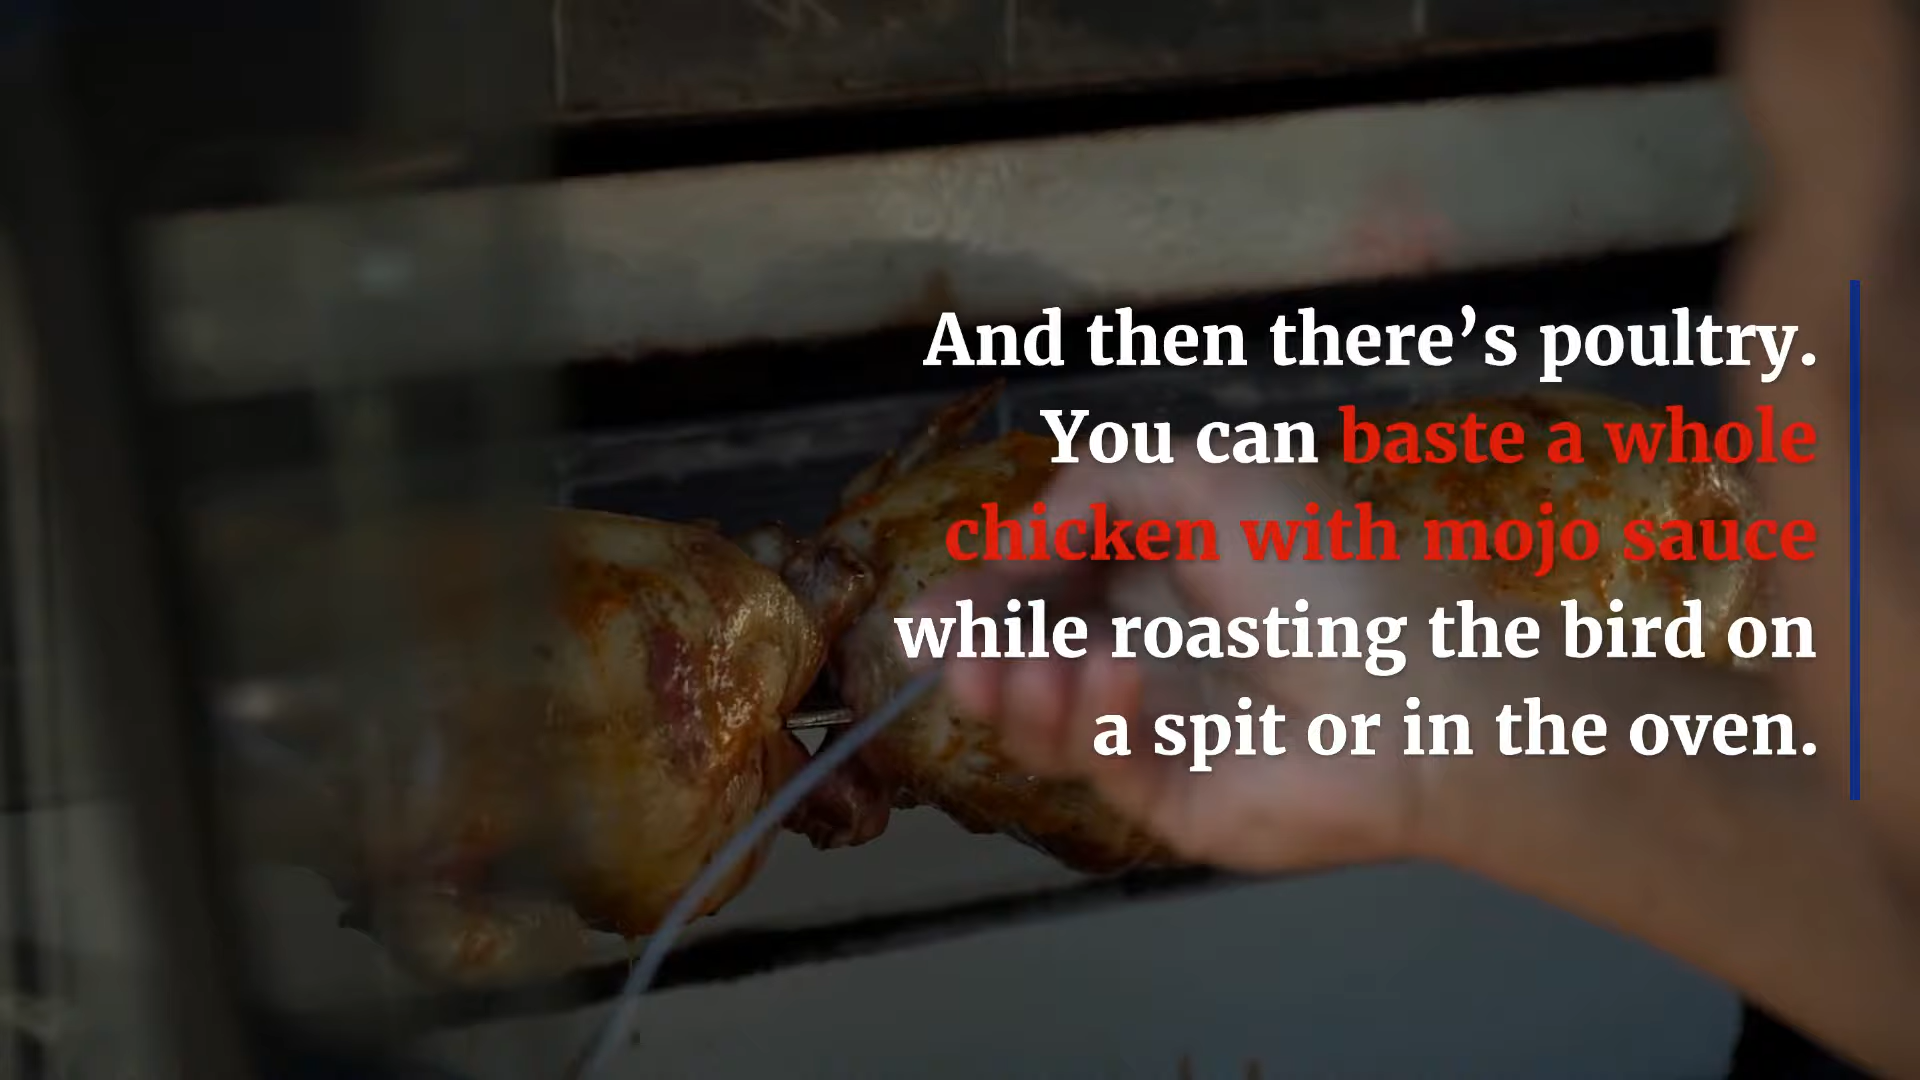 And then there’s poultry.
You can baste a whole
chicken with mojo sauce
while roasting the bird on
a spit or in the oven.